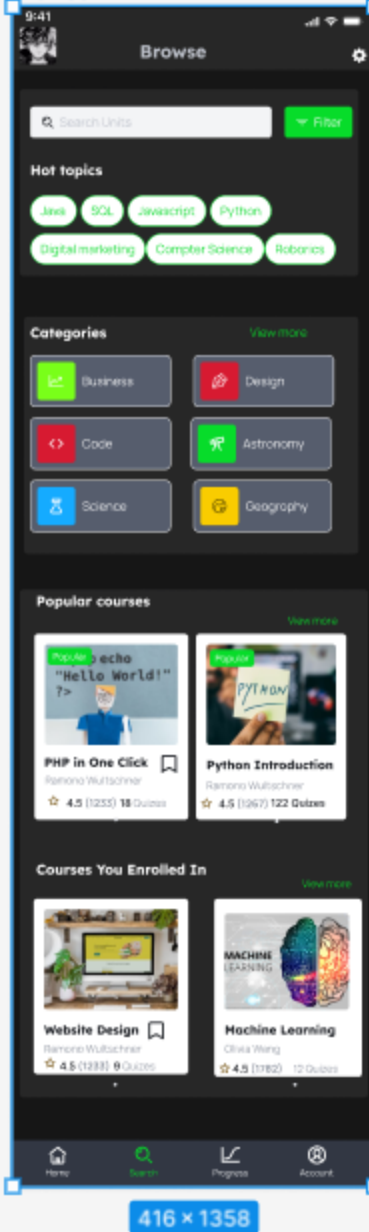 9:41
Browse
Search Units
Filter
Hot topics
Java SQL Javascript Python
Digital marketing Compter Science Robonics
Categories View more
Business Design
Code Astronomy
Science Geography
Popular courses
View more
Popular echo
"Hello World!"
?>
Popular
PYTHON
PHP in One Click Python Introduction
Ramono Wultschner Ramono Wultschner
4.5 (1233) 18 Quizes 4.5 (1267) 122 Quizes
Courses You Enrolled In
View more
MACHINE
LEARNING
Website Design Machine Learning
Ramono Wultschner Olivia Wang
4.5 (1233) 9 Quizes 4.5 (1782) 12 Quizes
Home Search Progress Account
416 × 1358